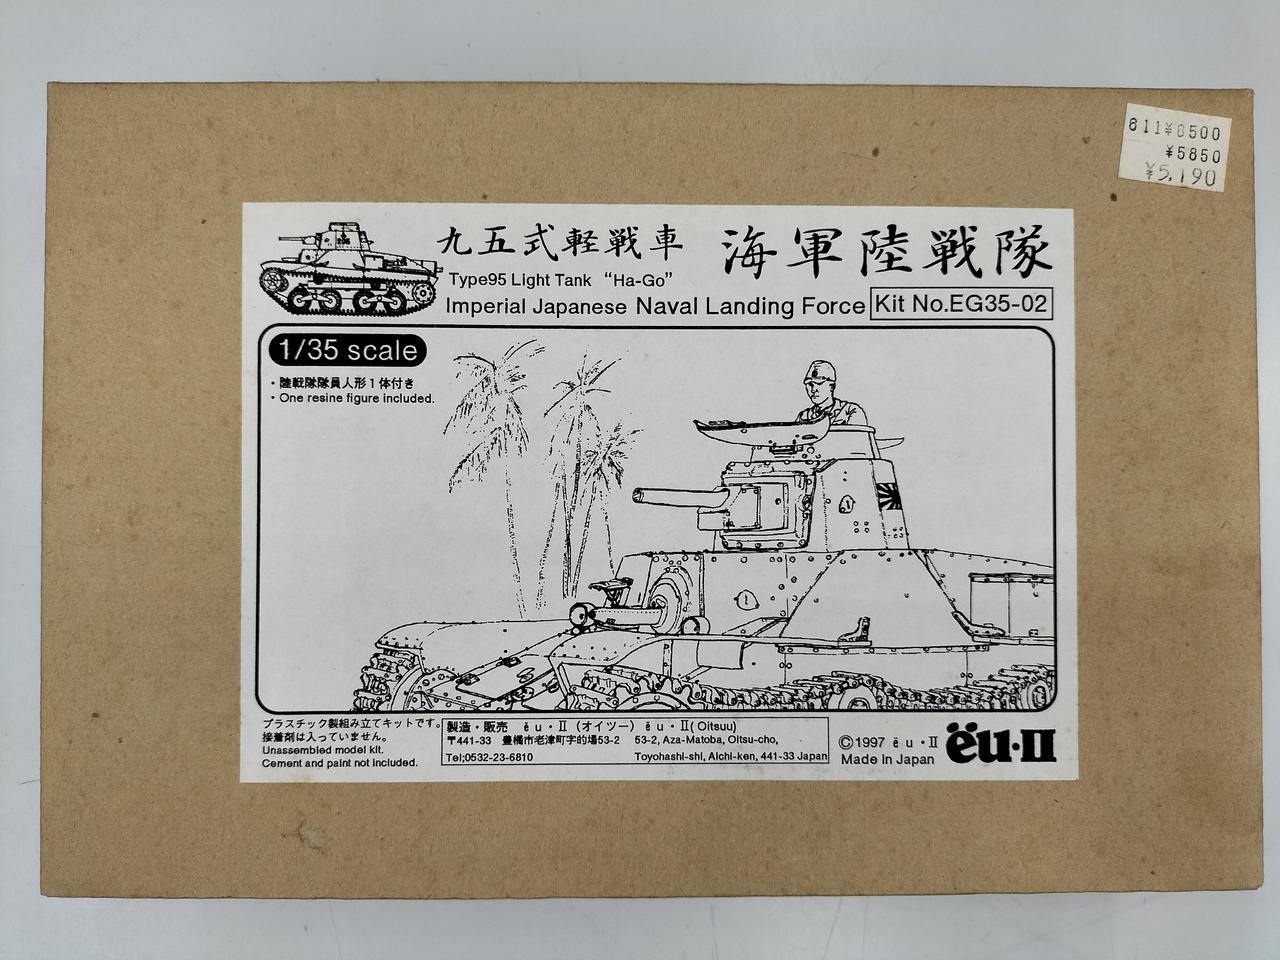 811¥6500
¥5850
¥5,190
九五式軽戦車 海軍陸戦隊
Type95 Light Tank "Ha-Go"
Imperial Japanese Naval Landing Force Kit No.EG35-02
1/35 scale
・陸戦隊隊員人形1体付き
・One resine figure included.
プラスチック製組み立てキットです。
接着剤は入っていません。
Unassembled model kit.
Cement and paint not included.
製造・販売 ëu・II (オイツー) ëu・II(Oitsuu)
〒441-33 豊橋市老津町字的場53-2 53-2, Aza-Matoba, Oitsu-cho,
Tel;0532-23-6810 Toyohashi-shi, Aichi-ken, 441-33 Japan
©1997 ëu・II
Made in Japan
ëu・II